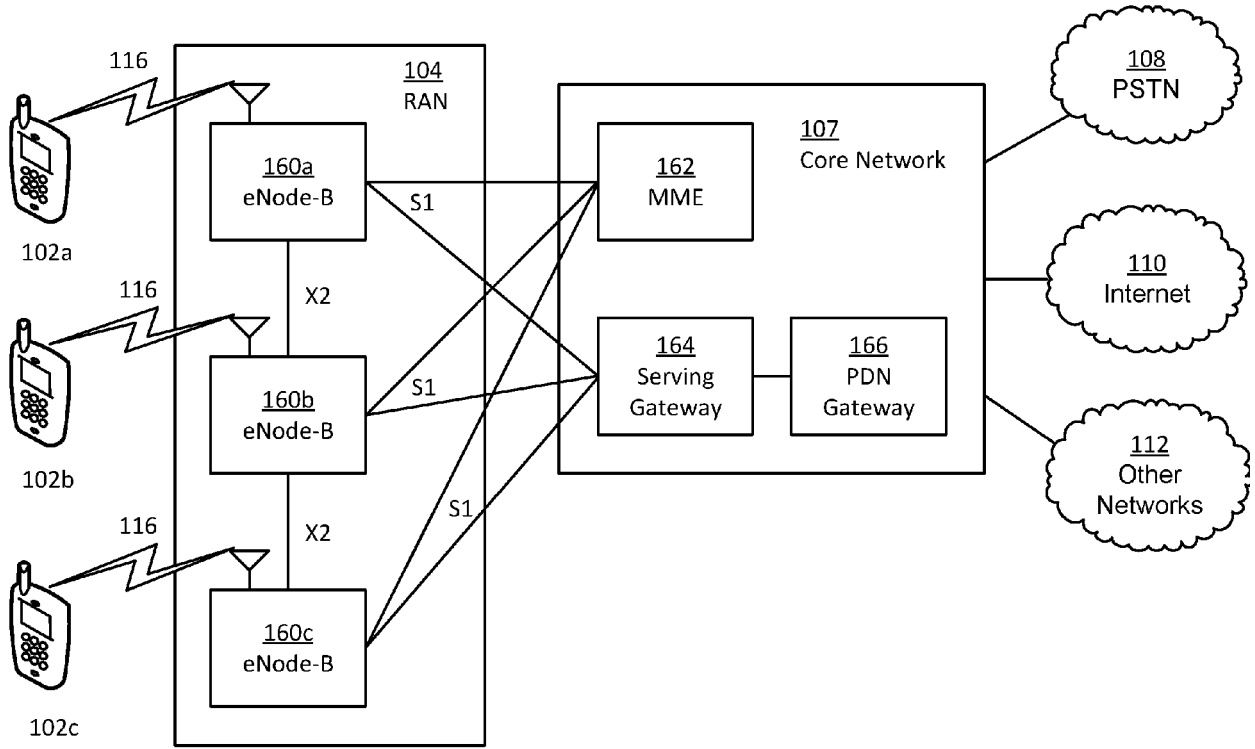 116
104
RAN
108
PSTN
102a
160a
eNode-B
S1
107
Core Network
162
MME
X2
116
110
Internet
102b
160b
eNode-B
S1
164
Serving
Gateway
166
PDN
Gateway
X2
116
S1
112
Other
Networks
102c
160c
eNode-B